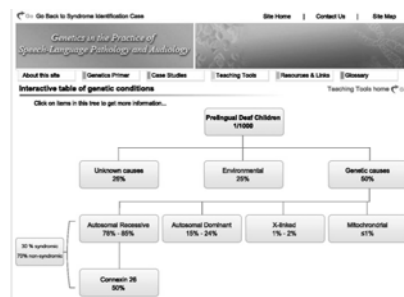 Go Back to Syndrome Identification Case
Site Home | Contact Us | Site Map
Genetics in the Practice of
Speech-Language Pathology and Audiology
About this site
Genetics Primer
Case Studies
Teaching Tools
Resources & Links
Glossary
Interactive table of genetic conditions
Teaching Tools home
Click on items in this tree to get more information...
Prelingual Deaf Children
1/1000
Unknown causes
25%
Environmental
25%
Genetic causes
50%
Autosomal Recessive
75% - 85%
Autosomal Dominant
15% - 24%
X-linked
1% - 2%
Mitochondrial
≤1%
30 % syndromic
70% non-syndromic
Connexin 26
50%